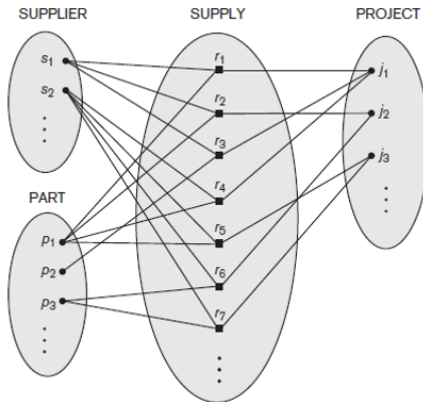 SUPPLIER
s1
s2
PART
p1
p2
p3
SUPPLY
r1
r2
r3
r4
r5
r6
r7
PROJECT
j1
j2
j3